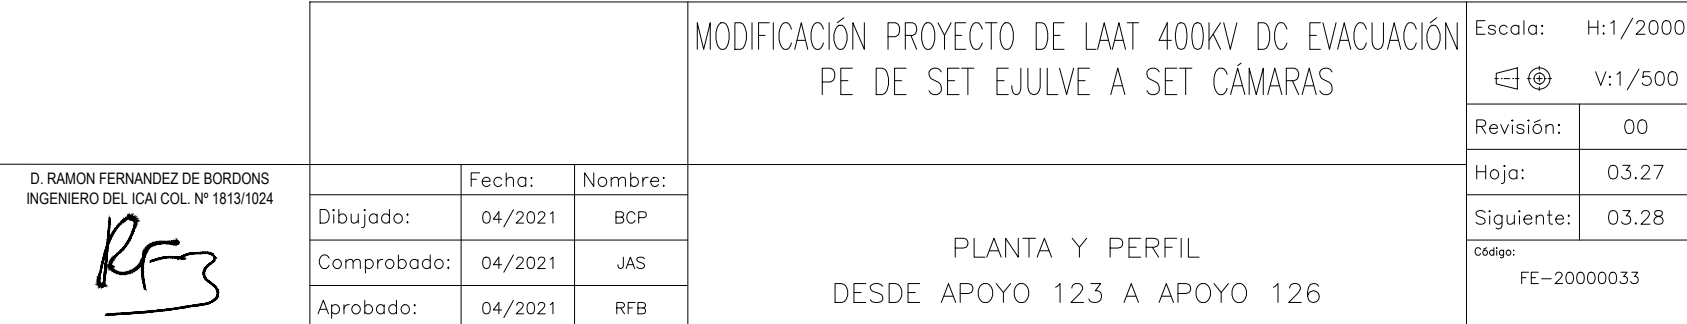 MODIFICACIÓN PROYECTO DE LAAT 400KV DC EVACUACIÓN
PE DE SET EJULVE A SET CÁMARAS
Escala: H:1/2000
V:1/500
Revisión: 00
Hoja: 03.27
Siguiente: 03.28
Código:
FE-20000033
D. RAMON FERNANDEZ DE BORDONS
INGENIERO DEL ICAI COL. Nº 1813/1024
RFB
Fecha: Nombre:
Dibujado: 04/2021 BCP
Comprobado: 04/2021 JAS
Aprobado: 04/2021 RFB
PLANTA Y PERFIL
DESDE APOYO 123 A APOYO 126